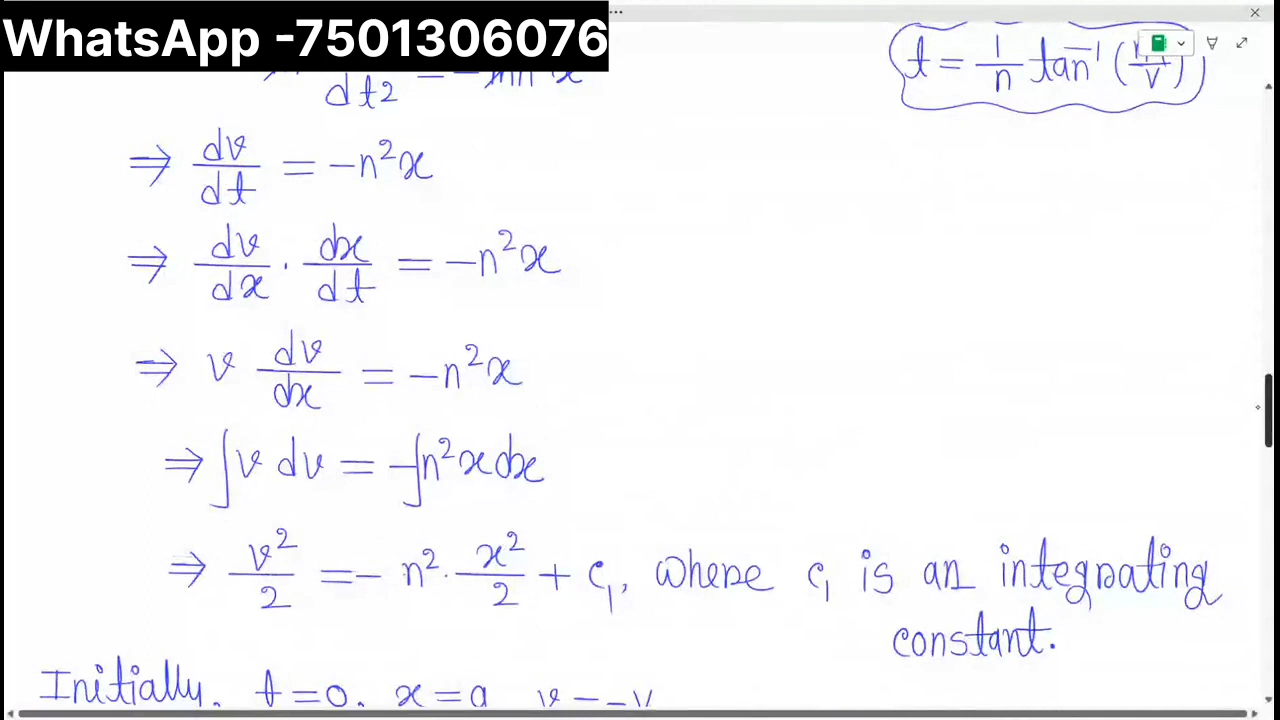 WhatsApp -7501306076
t = 1/n tan⁻¹ (
dt2
⇒ dv/dt = -n²x
⇒ dv/dx · dx/dt = -n²x
⇒ v dv/dx = -n²x
⇒ ∫v dv = -∫n²x dx
⇒ v²/2 = - n² · x²/2 + c₁, where c₁ is an integrating
constant.
Initially, t=0, x=a